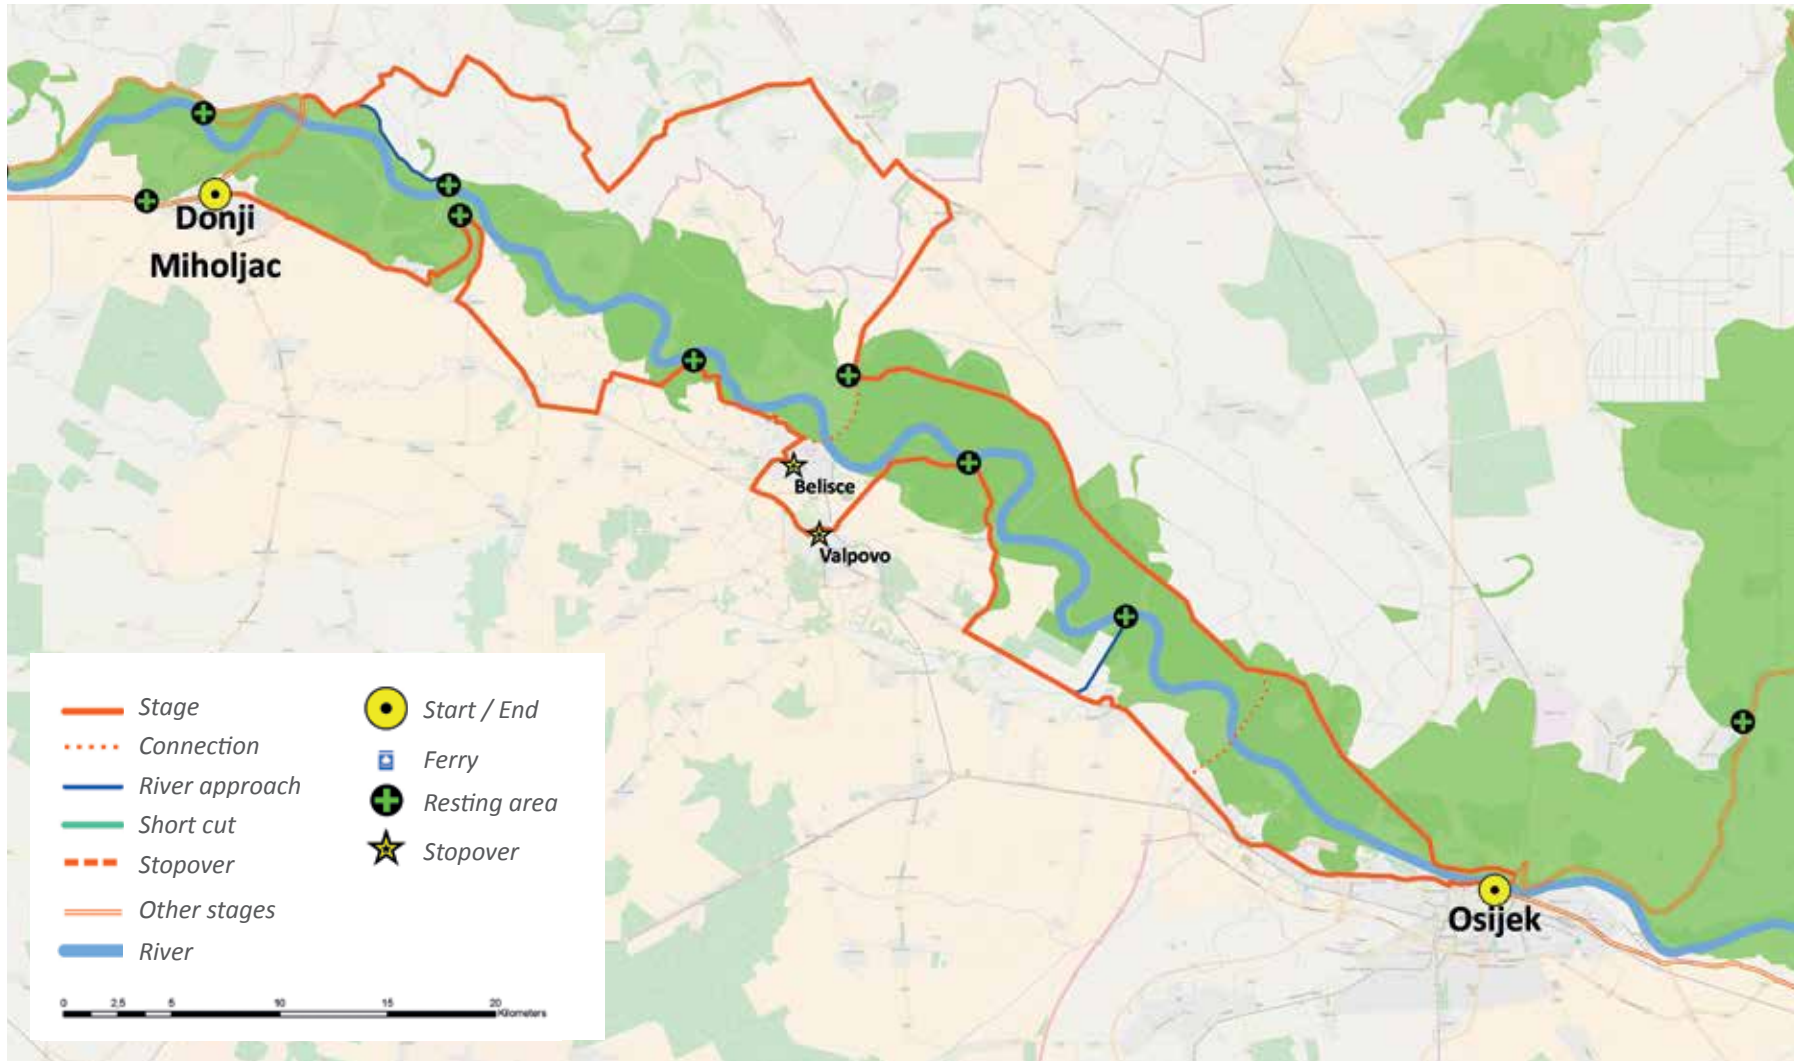 Donji
Miholjac
Belisce
Valpovo
Osijek
Stage
Connection
River approach
Short cut
Stopover
Other stages
River
Start / End
Ferry
Resting area
Stopover
0 2,5 5 10 15 20
Kilometers